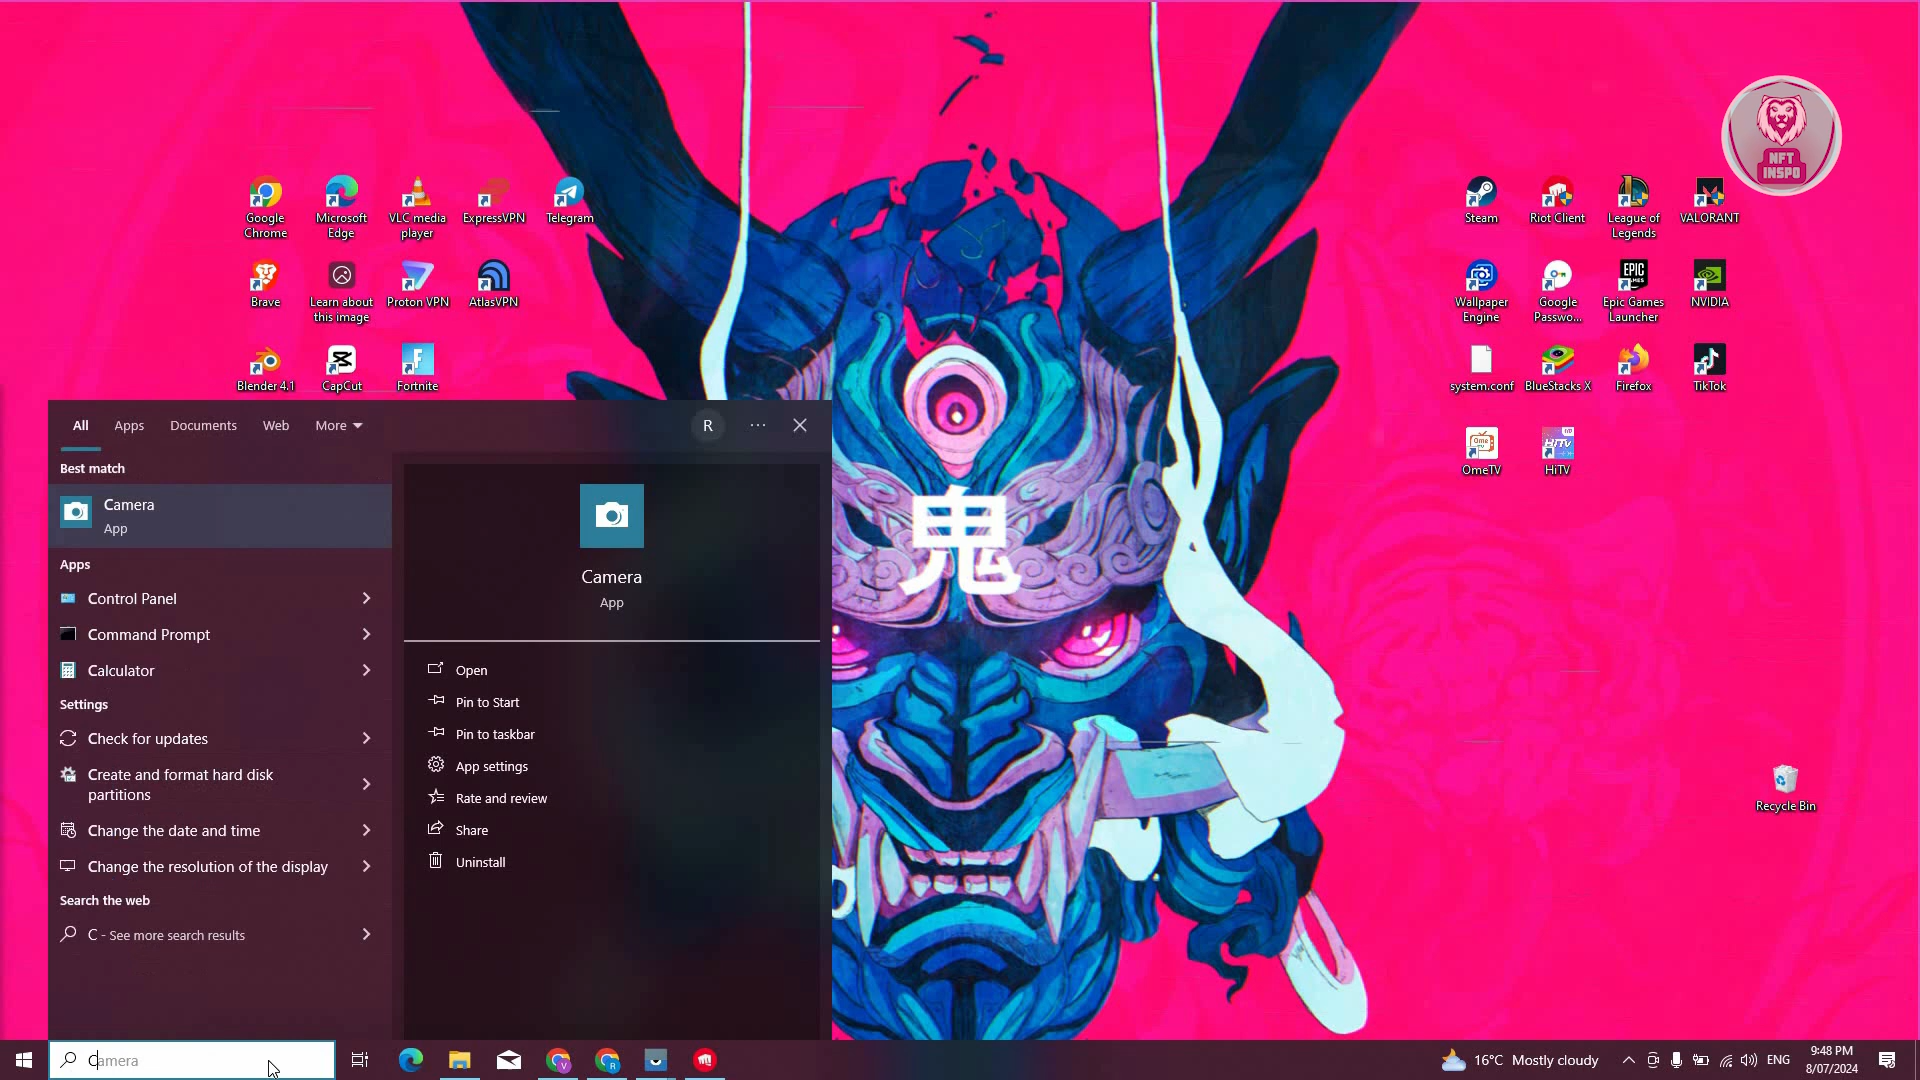 NFT
INSPO
Google
Chrome
Microsoft
Edge
VLC media
player
ExpressVPN
Telegram
Brave
Learn about
this image
Proton VPN
AtlasVPN
Blender 4.1
CapCut
Fortnite
Steam
Riot Client
League of
Legends
VALORANT
Wallpaper
Engine
Google
Passwo...
EPIC
GAMES
Epic Games
Launcher
NVIDIA
system.conf
BlueStacks X
Firefox
TikTok
OmeTV
HiTV
HiTV
鬼
Recycle Bin
All
Apps
Documents
Web
More
R
Best match
Camera
App
Apps
Control Panel
Command Prompt
Calculator
Settings
Check for updates
Create and format hard disk
partitions
Change the date and time
Change the resolution of the display
Search the web
C - See more search results
Camera
App
Open
Pin to Start
Pin to taskbar
App settings
Rate and review
Share
Uninstall
Camera
V
R
16°C Mostly cloudy
ENG
9:48 PM
8/07/2024